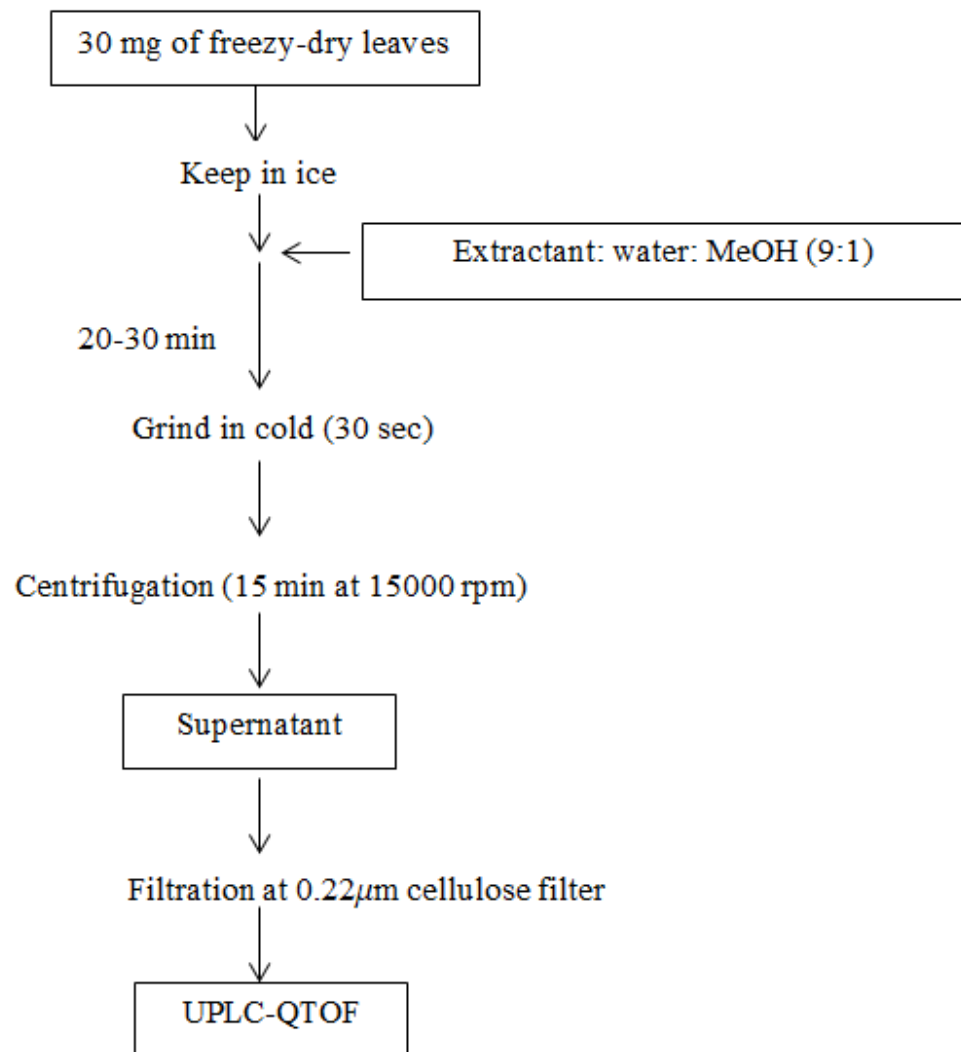 30 mg of freezy-dry leaves
Keep in ice
Extractant: water: MeOH (9:1)
20-30 min
Grind in cold (30 sec)
Centrifugation (15 min at 15000 rpm)
Supernatant
Filtration at 0.22µm cellulose filter
UPLC-QTOF